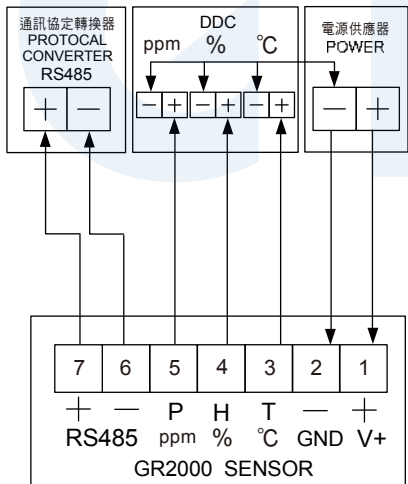 通訊協定轉換器
PROTOCAL
CONVERTER
RS485
+ −
DDC
ppm % ℃
− + − + − +
電源供應器
POWER
− +
7 6 5 4 3 2 1
+ − P H T − +
RS485 ppm % ℃ GND V+
GR2000 SENSOR